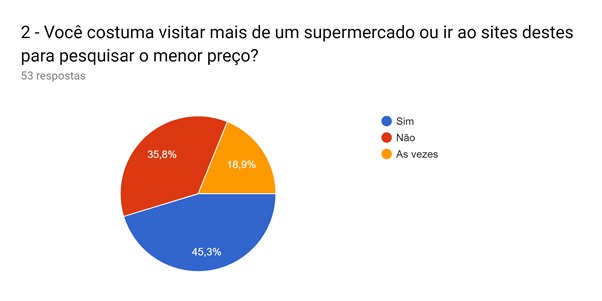 2 - Você costuma visitar mais de um supermercado ou ir ao sites destes
para pesquisar o menor preço?
53 respostas
Sim
Não
As vezes
35,8%
18,9%
45,3%